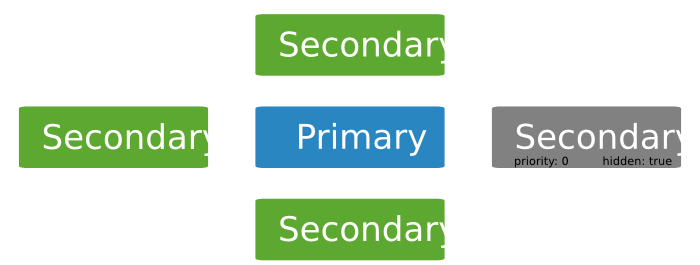 Secondary
Secondary
Primary
Secondary
priority: 0 hidden: true
Secondary